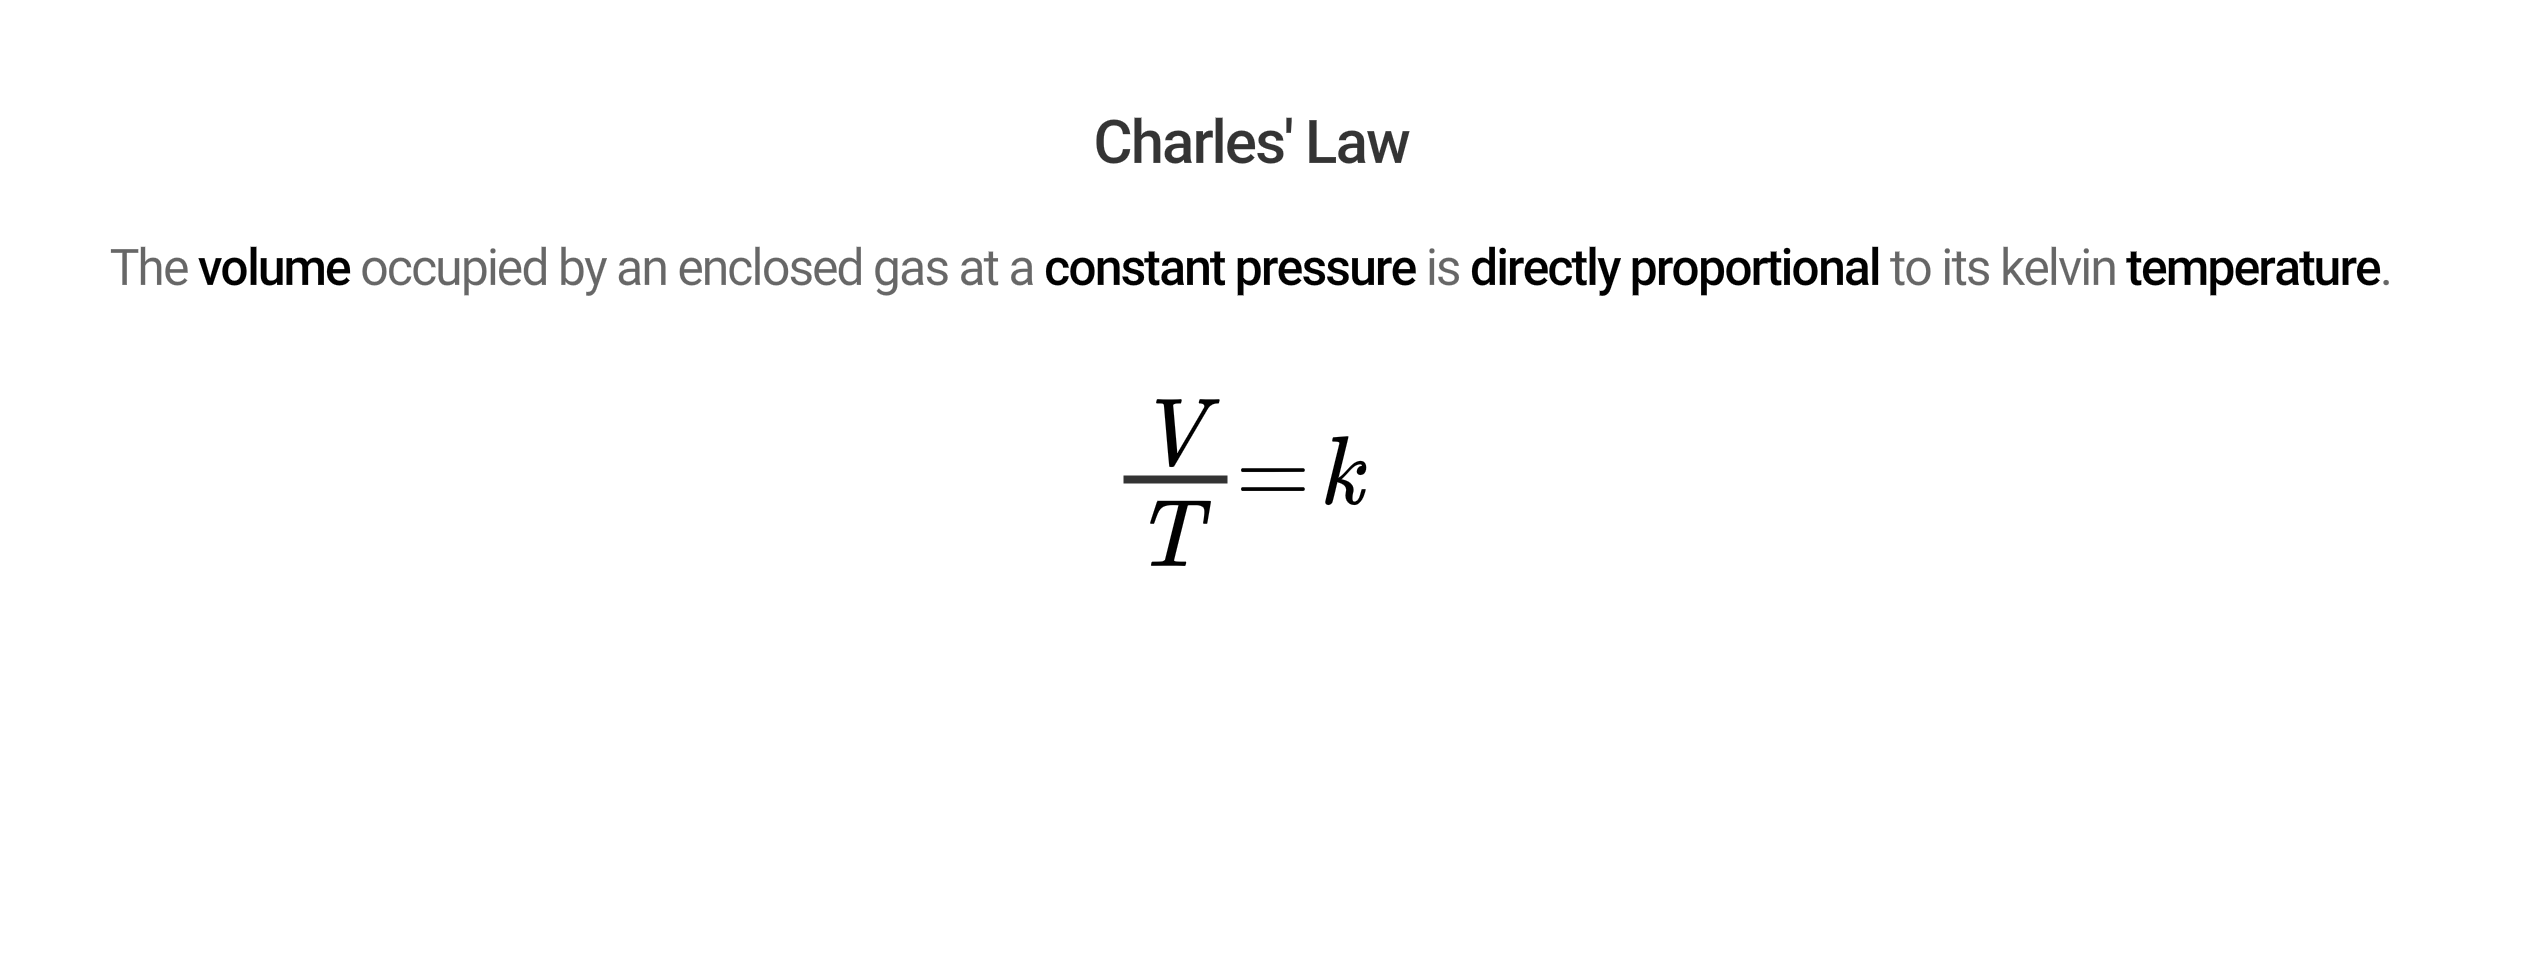 Charles' Law
The volume occupied by an enclosed gas at a constant pressure is directly proportional to its kelvin temperature.
V
— = k
T